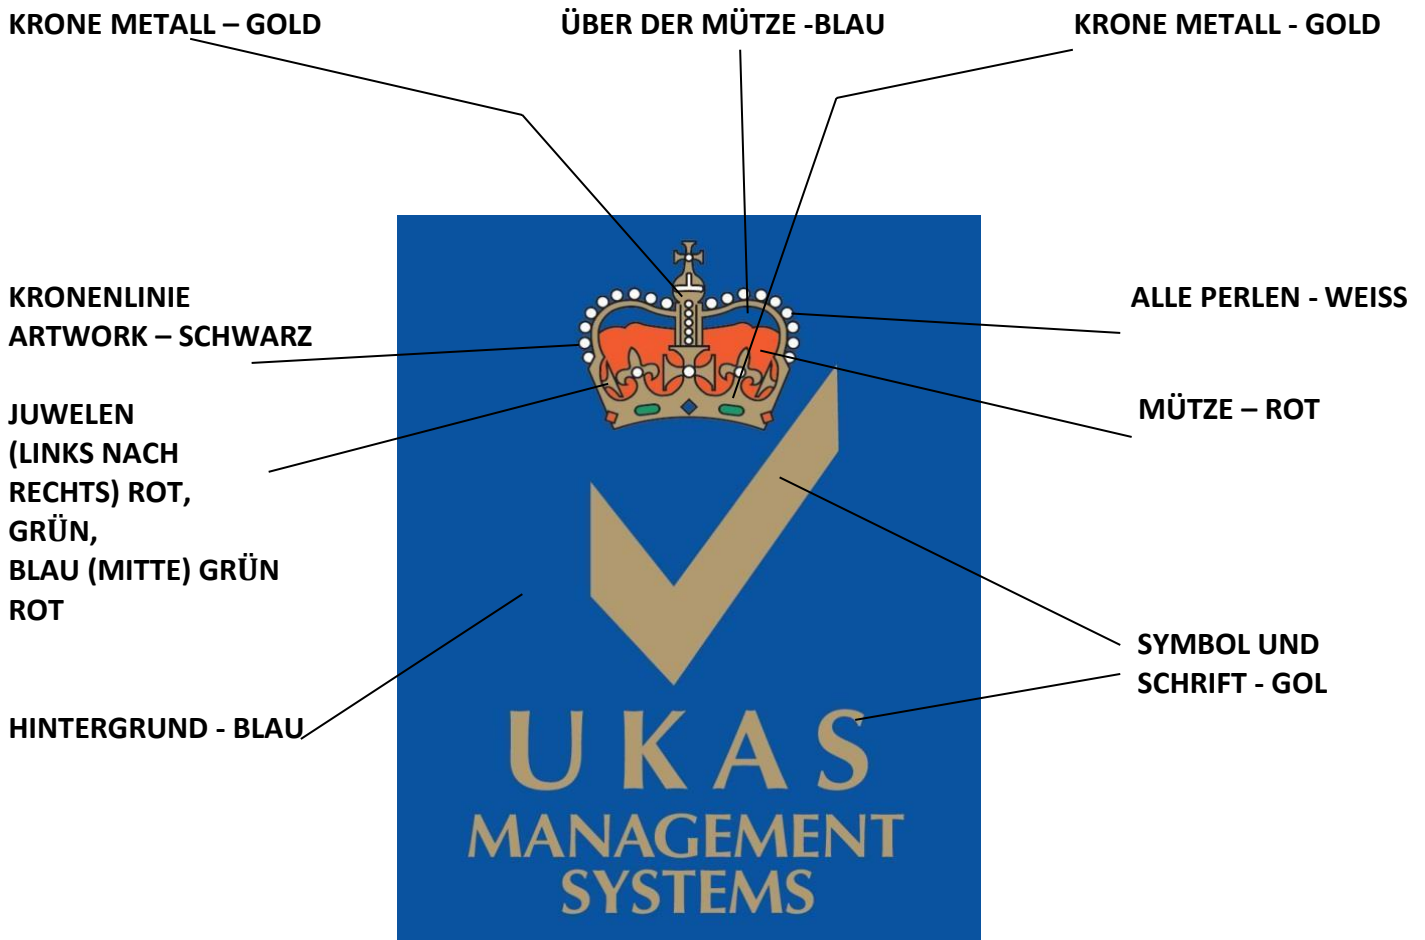 KRONE METALL – GOLD
ÜBER DER MÜTZE -BLAU
KRONE METALL - GOLD
KRONENLINIE
ARTWORK – SCHWARZ
ALLE PERLEN - WEISS
JUWELEN
(LINKS NACH
RECHTS) ROT,
GRÜN,
BLAU (MITTE) GRÜN
ROT
MÜTZE – ROT
SYMBOL UND
SCHRIFT - GOL
HINTERGRUND - BLAU
UKAS
MANAGEMENT
SYSTEMS